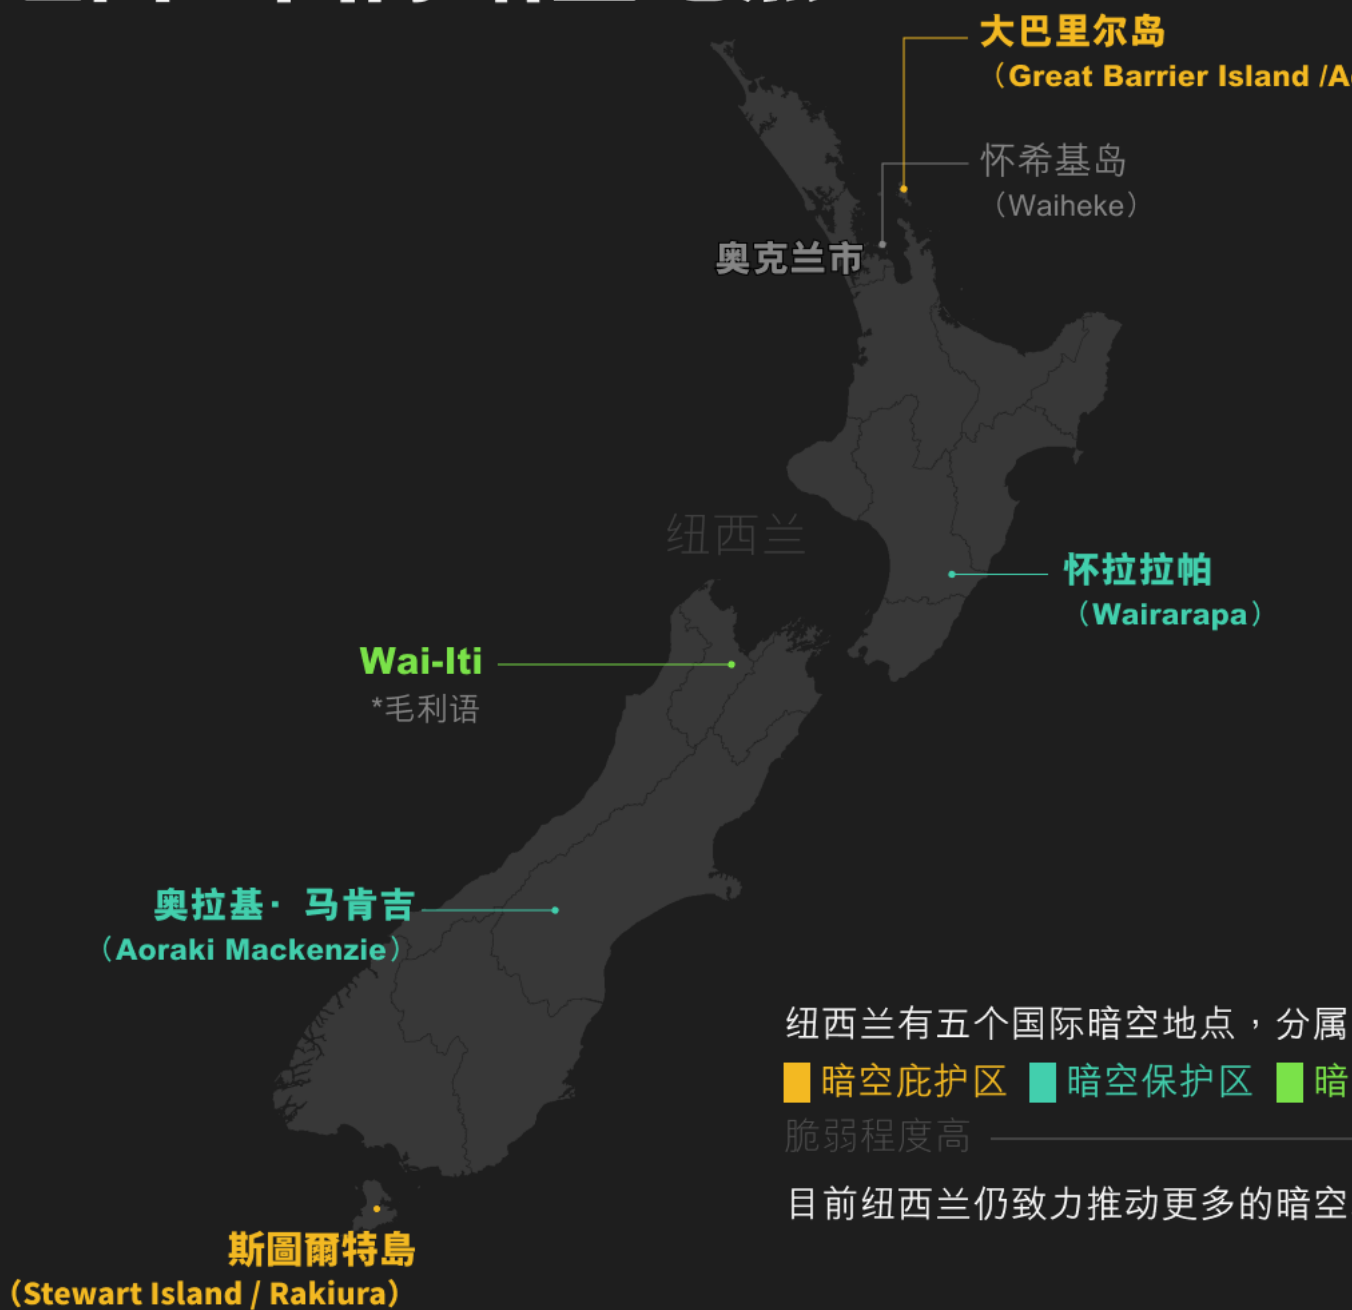 大巴里尔岛
（Great Barrier Island /A
怀希基岛
（Waiheke）
奥克兰市
纽西兰
怀拉拉帕
（Wairarapa）
Wai-Iti
*毛利语
奥拉基· 马肯吉
（Aoraki Mackenzie）
纽西兰有五个国际暗空地点，分属
暗空庇护区 暗空保护区 暗
脆弱程度高
目前纽西兰仍致力推动更多的暗空
斯圖爾特島
（Stewart Island / Rakiura）